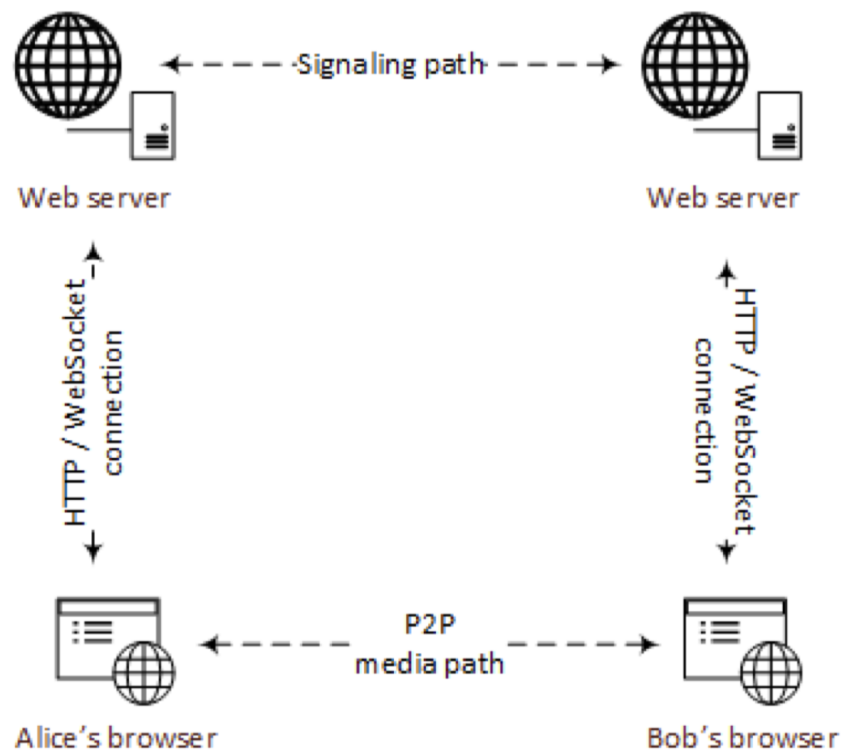 Signaling path
Web server
Web server
HTTP / WebSocket
connection
HTTP / WebSocket
connection
P2P
media path
Alice's browser
Bob's browser